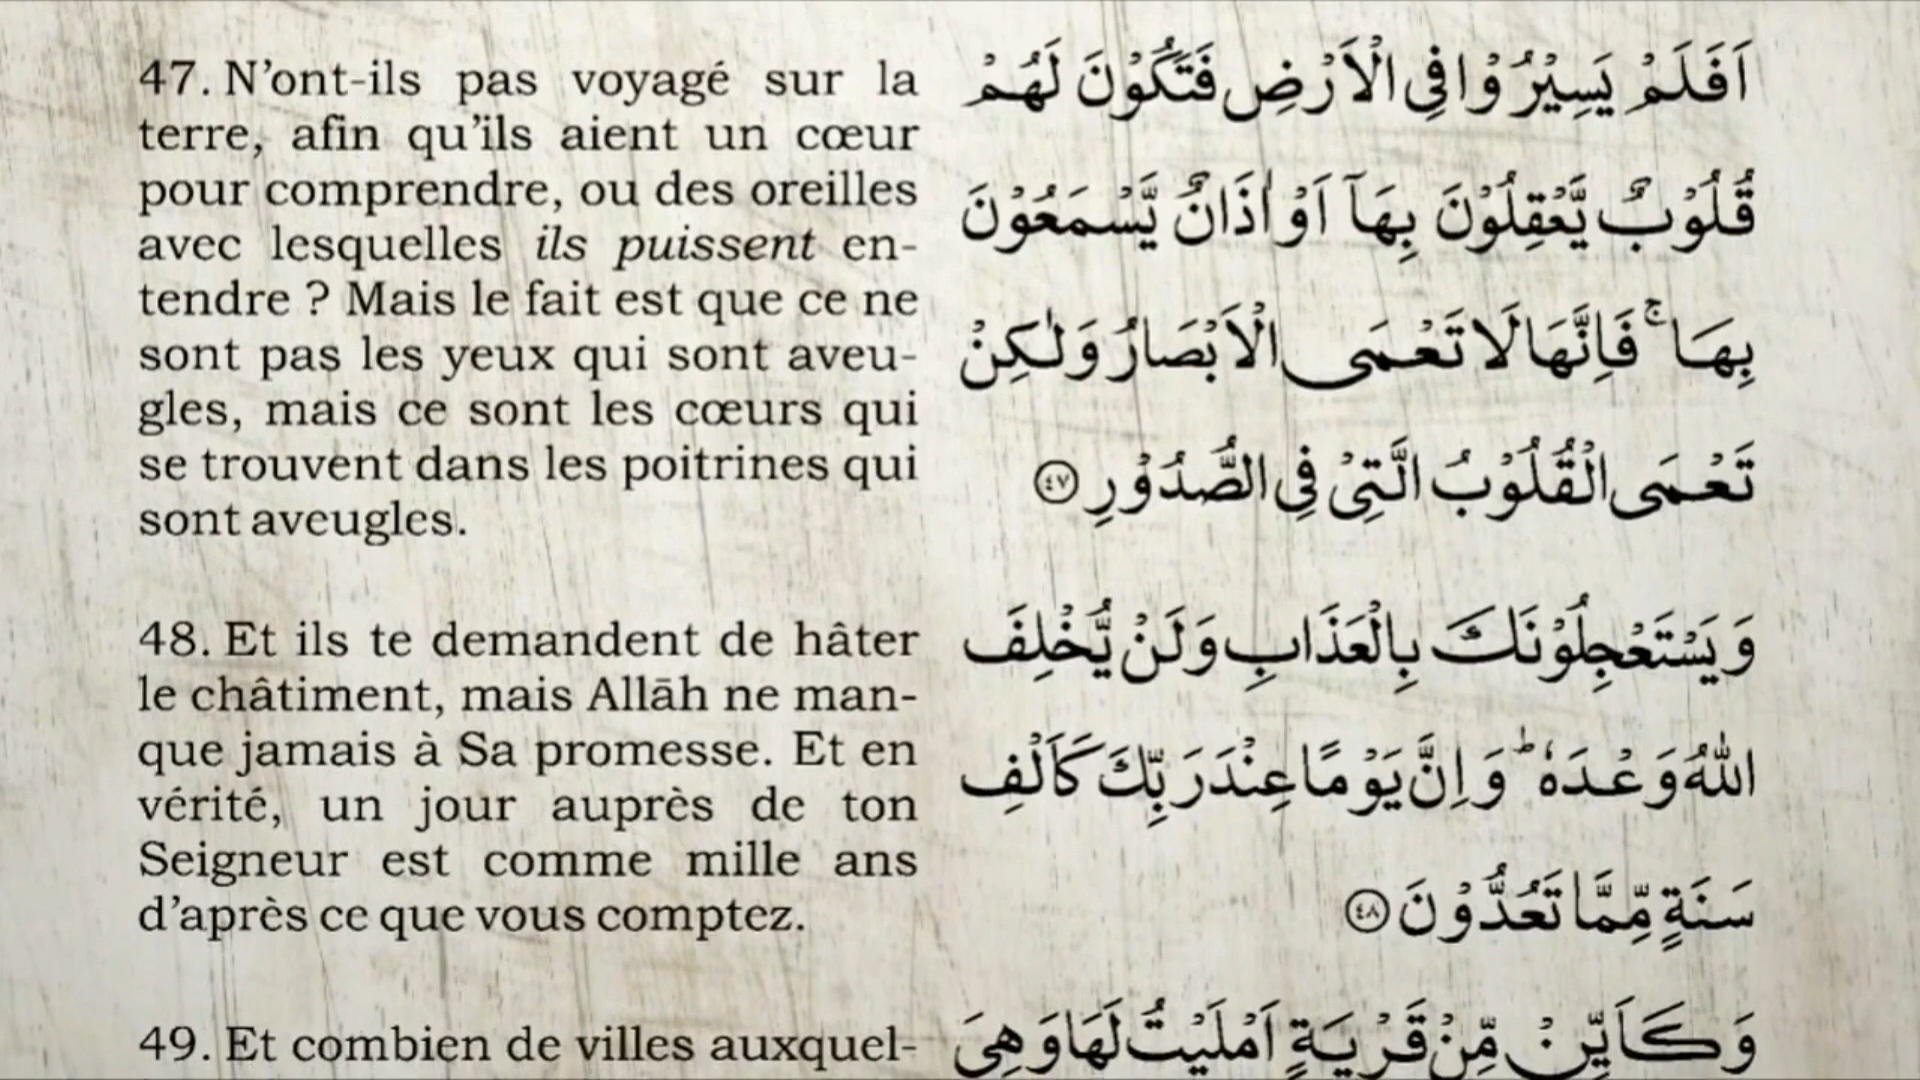 47. N’ont-ils pas voyagé sur la
terre, afin qu’ils aient un cœur
pour comprendre, ou des oreilles
avec lesquelles ils puissent en-
tendre ? Mais le fait est que ce ne
sont pas les yeux qui sont aveu-
gles, mais ce sont les cœurs qui
se trouvent dans les poitrines qui
sont aveugles.
48. Et ils te demandent de hâter
le châtiment, mais Allāh ne man-
que jamais à Sa promesse. Et en
vérité, un jour auprès de ton
Seigneur est comme mille ans
d’après ce que vous comptez.
49. Et combien de villes auxquel-
اَفَلَمْ يَسِيْرُوْا فِى الْاَرْضِ فَتَكُوْنَ لَهُمْ
قُلُوْبٌ يَّعْقِلُوْنَ بِهَاۤ اَوْ اٰذَانٌ يَّسْمَعُوْنَ
بِهَا ۚ فَاِنَّهَا لَا تَعْمَى الْاَبْصَارُ وَلٰكِنْ
تَعْمَى الْقُلُوْبُ الَّتِىْ فِى الصُّدُوْرِ ﴿٤٧﴾
وَ يَسْتَعْجِلُوْنَكَ بِالْعَذَابِ وَلَنْ يُّخْلِفَ
اللّٰهُ وَعْدَهٗ ؕ وَ اِنَّ يَوْمًا عِنْدَ رَبِّكَ كَاَلْفِ
سَنَةٍ مِّمَّا تَعُدُّوْنَ ﴿٤٨﴾
وَ كَاَيِّنْ مِّنْ قَرْيَةٍ اَمْلَيْتُ لَهَا وَهِىَ